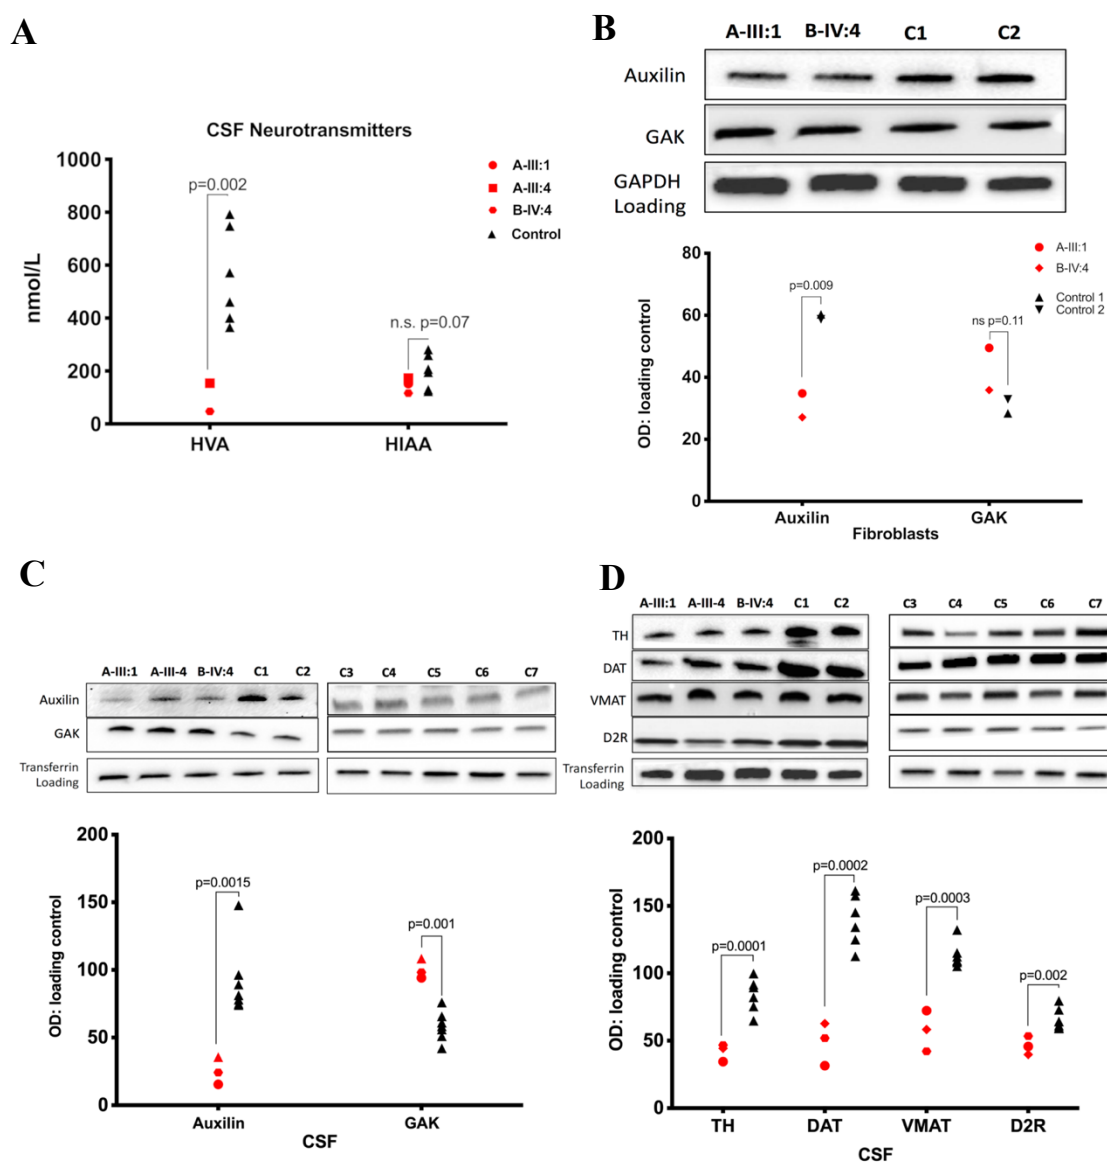 A
CSF Neurotransmitters
1000
800
600
400
200
0
nmol/L
p=0.002
n.s. p=0.07
HVA
HIAA
A-III:1
A-III:4
B-IV:4
Control
B
A-III:1 B-IV:4 C1 C2
Auxilin
GAK
GAPDH
Loading
A-III:1
B-IV:4
Control 1
Control 2
80
60
40
20
0
OD: loading control
p=0.009
ns p=0.11
Auxilin
GAK
Fibroblasts
C
A-III:1 A-III-4 B-IV:4 C1 C2 C3 C4 C5 C6 C7
Auxilin
GAK
Transferrin
Loading
200
150
100
50
0
OD: loading control
p=0.0015
p=0.001
Auxilin
GAK
CSF
D
A-III:1 A-III-4 B-IV:4 C1 C2 C3 C4 C5 C6 C7
TH
DAT
VMAT
D2R
Transferrin
Loading
200
150
100
50
0
OD: loading control
p=0.0001
p=0.0002
p=0.0003
p=0.002
TH
DAT
VMAT
D2R
CSF